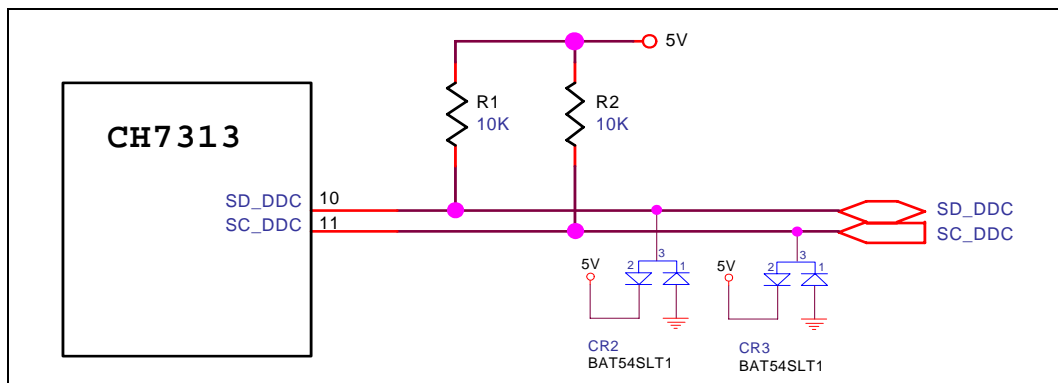 5V
R1
10K
R2
10K
CH7313
SD_DDC 10
SC_DDC 11
SD_DDC
SC_DDC
5V
2
3
1
5V
2
3
1
CR2
BAT54SLT1
CR3
BAT54SLT1